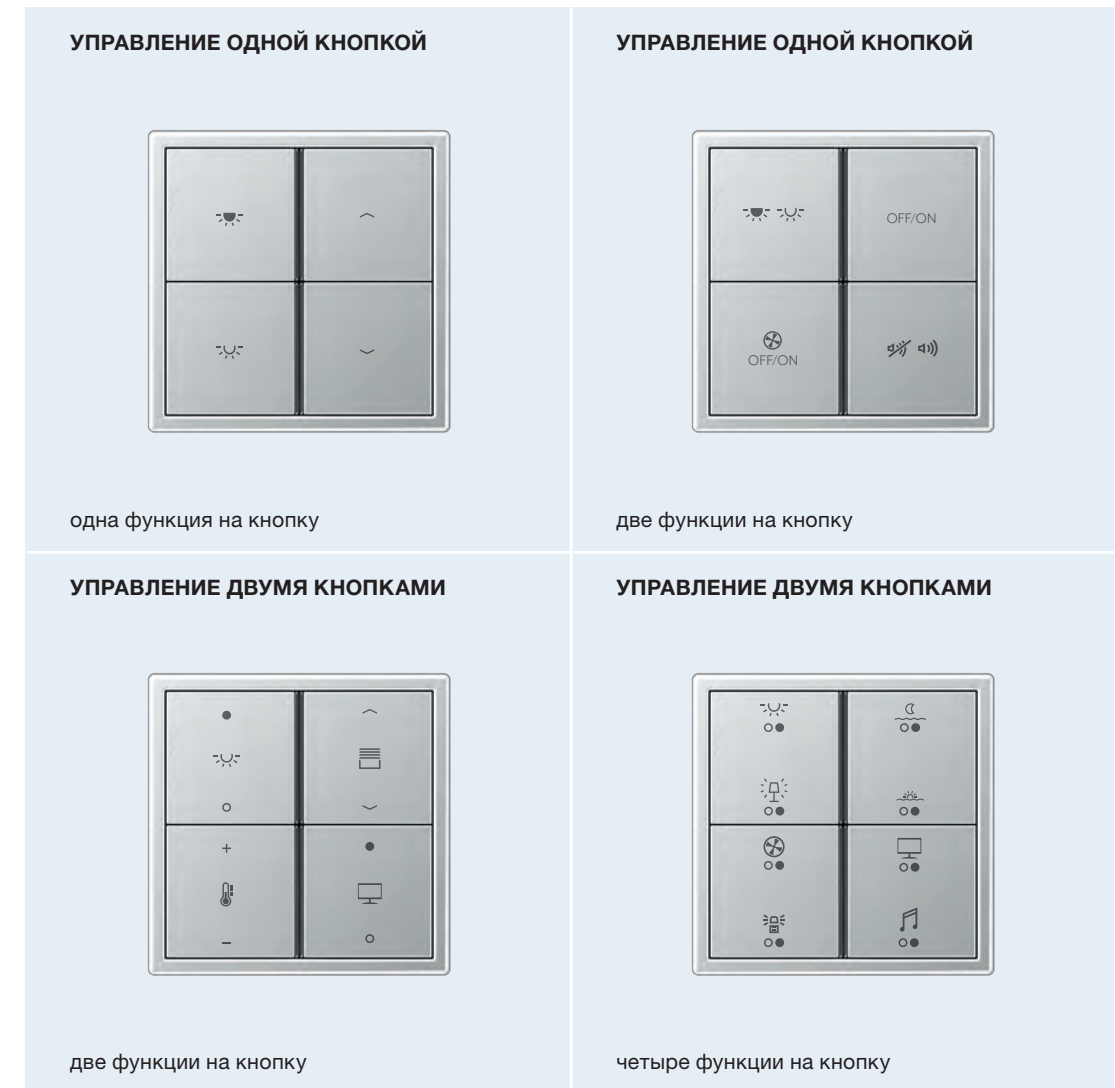 УПРАВЛЕНИЕ ОДНОЙ КНОПКОЙ
одна функция на кнопку
УПРАВЛЕНИЕ ОДНОЙ КНОПКОЙ
OFF/ON
OFF/ON
две функции на кнопку
УПРАВЛЕНИЕ ДВУМЯ КНОПКАМИ
+
–
две функции на кнопку
УПРАВЛЕНИЕ ДВУМЯ КНОПКАМИ
четыре функции на кнопку